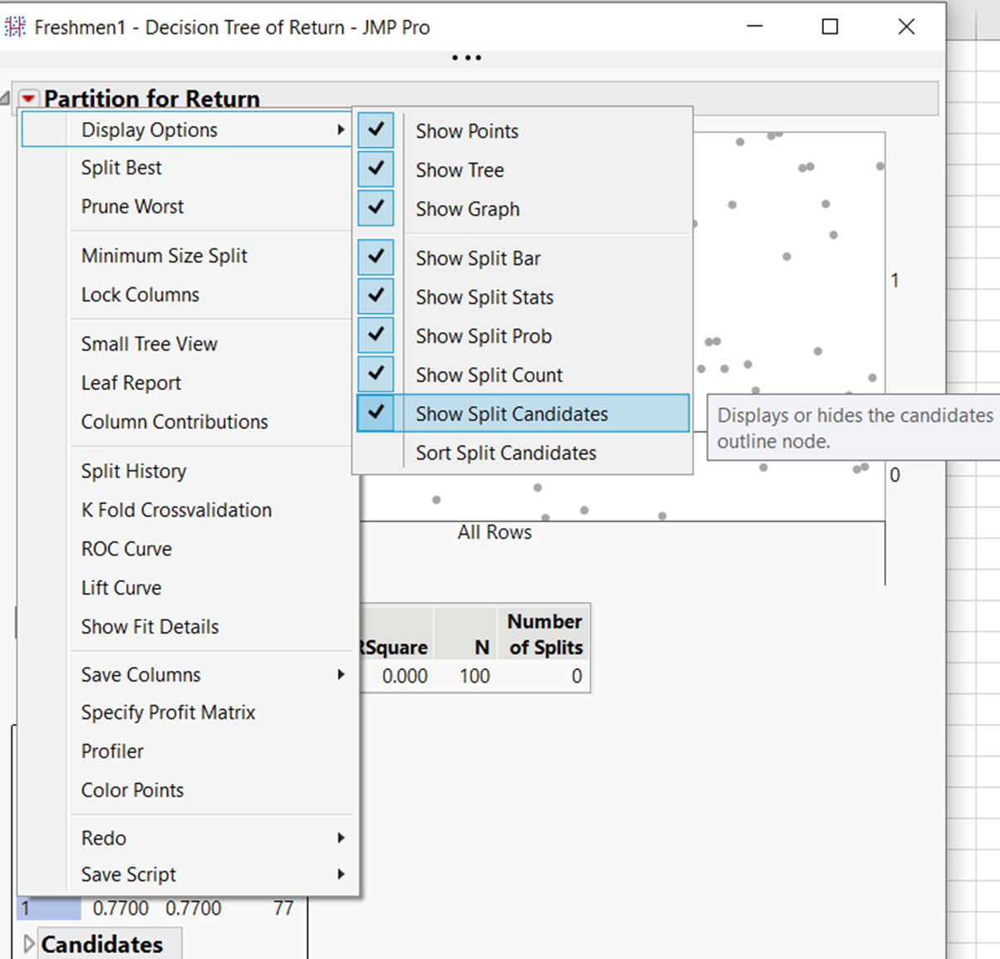 Freshmen1 - Decision Tree of Return - JMP Pro
Partition for Return
Display Options
Split Best
Prune Worst
Minimum Size Split
Lock Columns
Small Tree View
Leaf Report
Column Contributions
Split History
K Fold Crossvalidation
ROC Curve
Lift Curve
Show Fit Details
Save Columns
Specify Profit Matrix
Profiler
Color Points
Redo
Save Script
Show Points
Show Tree
Show Graph
Show Split Bar
Show Split Stats
Show Split Prob
Show Split Count
Show Split Candidates
Sort Split Candidates
Displays or hides the candidates
outline node.
1
0
All Rows
Number
RSquare N of Splits
0.000 100 0
1 0.7700 0.7700 77
Candidates